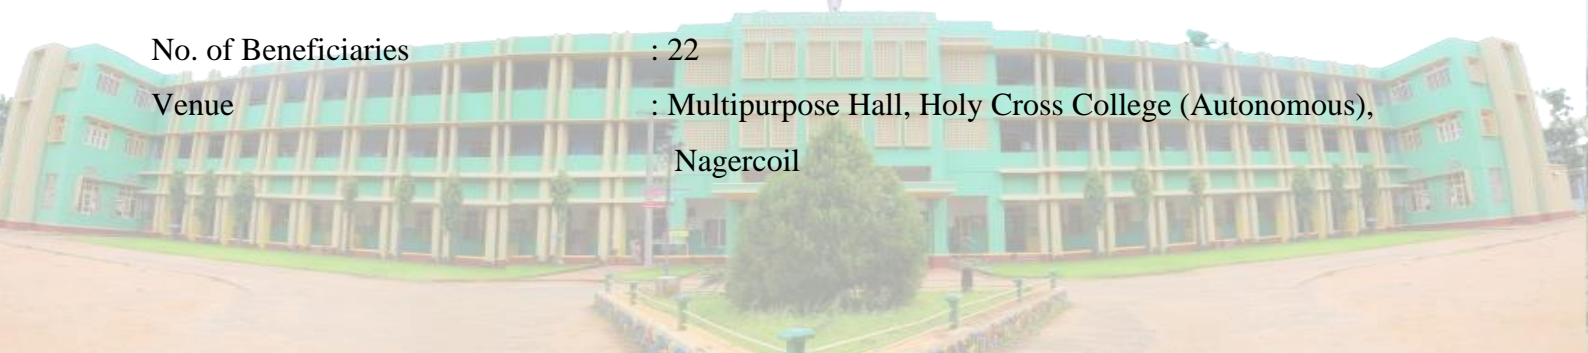 No. of Beneficiaries : 22
Venue : Multipurpose Hall, Holy Cross College (Autonomous),
Nagercoil